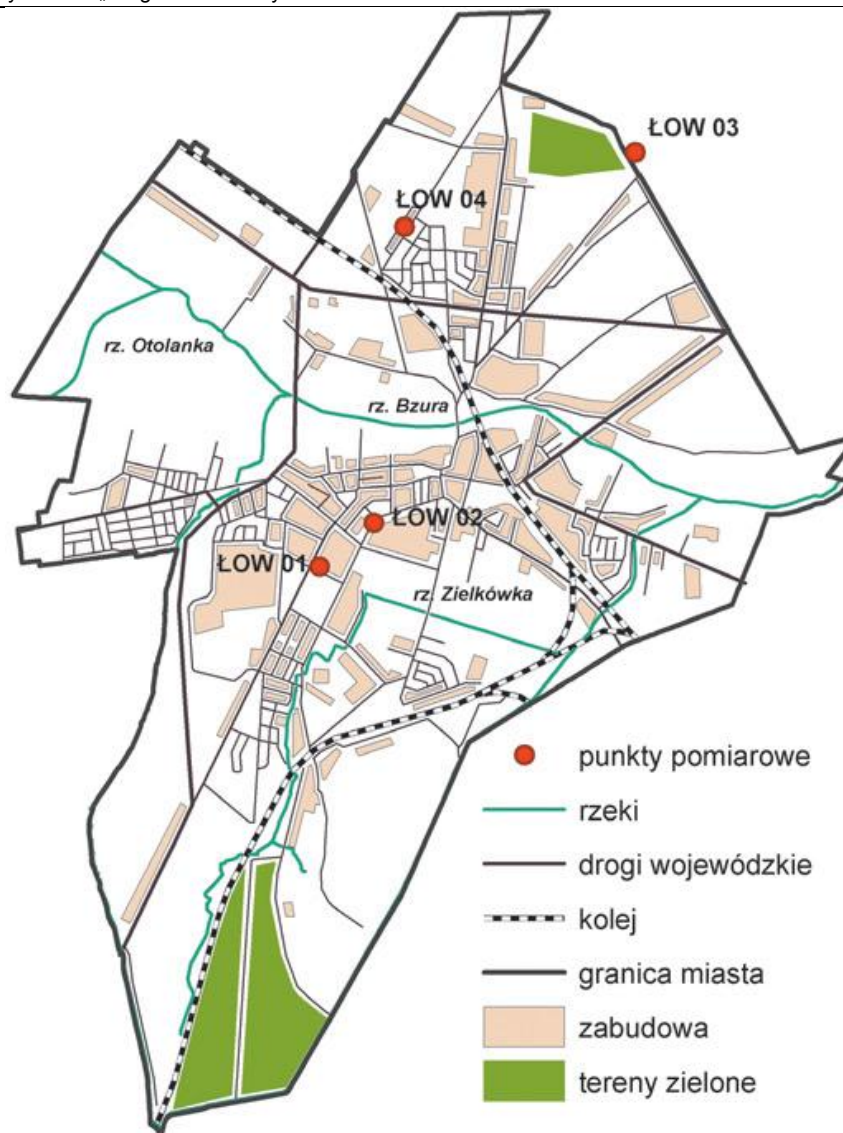 ŁOW 03
ŁOW 04
rz. Otolanka
rz. Bzura
ŁOW 02
ŁOW 01
rz. Zielkówka
punkty pomiarowe
rzeki
drogi wojewódzkie
kolej
granica miasta
zabudowa
tereny zielone